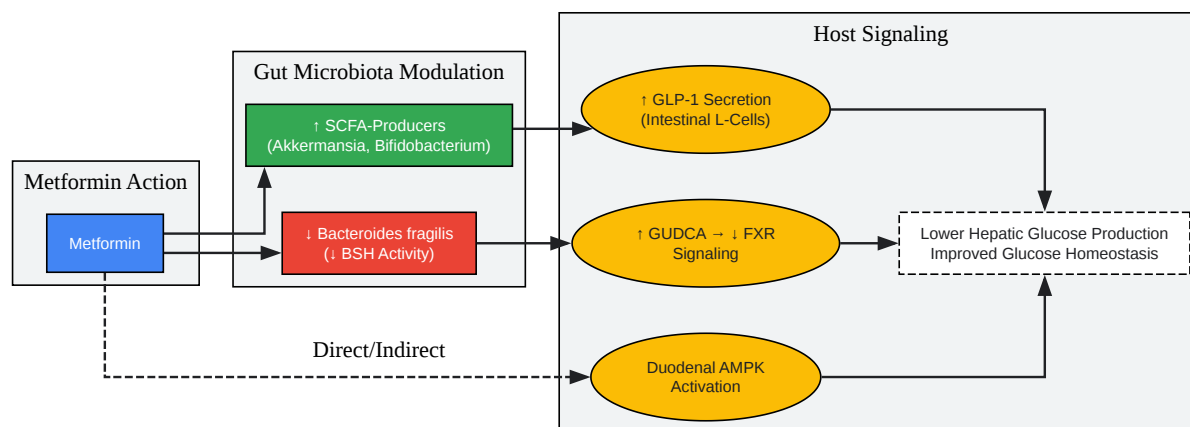 Host Signaling
Gut Microbiota Modulation
↑ GLP-1 Secretion
(Intestinal L-Cells)
↑ SCFA-Producers
(Akkermansia, Bifidobacterium)
Metformin Action
Metformin
↓ Bacteroides fragilis
(↓ BSH Activity)
↑ GUDCA → ↓ FXR
Signaling
Lower Hepatic Glucose Production
Improved Glucose Homeostasis
Direct/Indirect
Duodenal AMPK
Activation